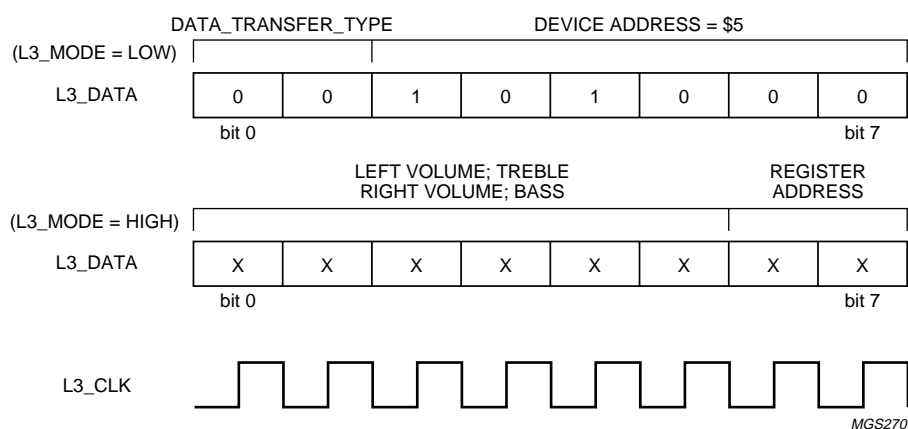 DATA_TRANSFER_TYPE DEVICE ADDRESS = $5
(L3_MODE = LOW)
L3_DATA 0 0 1 0 1 0 0 0
bit 0 bit 7
LEFT VOLUME; TREBLE REGISTER
RIGHT VOLUME; BASS ADDRESS
(L3_MODE = HIGH)
L3_DATA X X X X X X X X
bit 0 bit 7
L3_CLK
MGS270